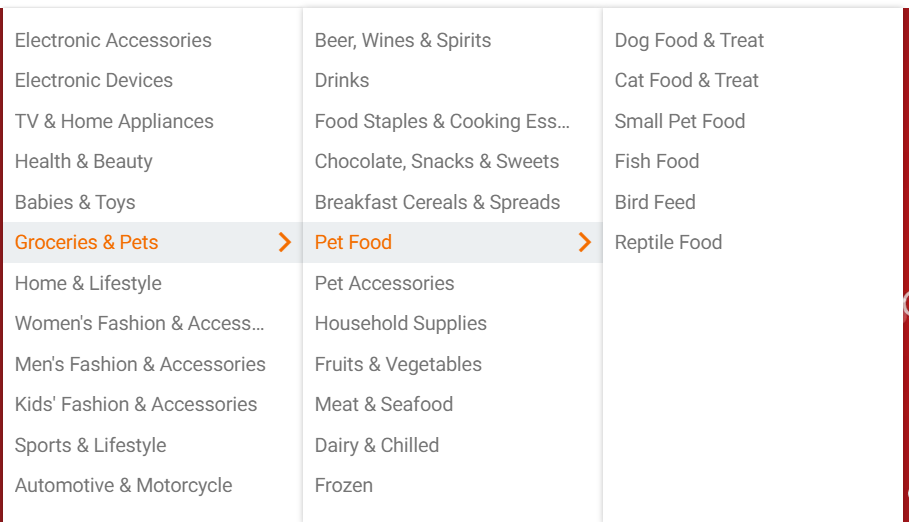 Electronic Accessories
Electronic Devices
TV & Home Appliances
Health & Beauty
Babies & Toys
Groceries & Pets
Home & Lifestyle
Women's Fashion & Access...
Men's Fashion & Accessories
Kids' Fashion & Accessories
Sports & Lifestyle
Automotive & Motorcycle
Beer, Wines & Spirits
Drinks
Food Staples & Cooking Ess...
Chocolate, Snacks & Sweets
Breakfast Cereals & Spreads
Pet Food
Pet Accessories
Household Supplies
Fruits & Vegetables
Meat & Seafood
Dairy & Chilled
Frozen
Dog Food & Treat
Cat Food & Treat
Small Pet Food
Fish Food
Bird Feed
Reptile Food